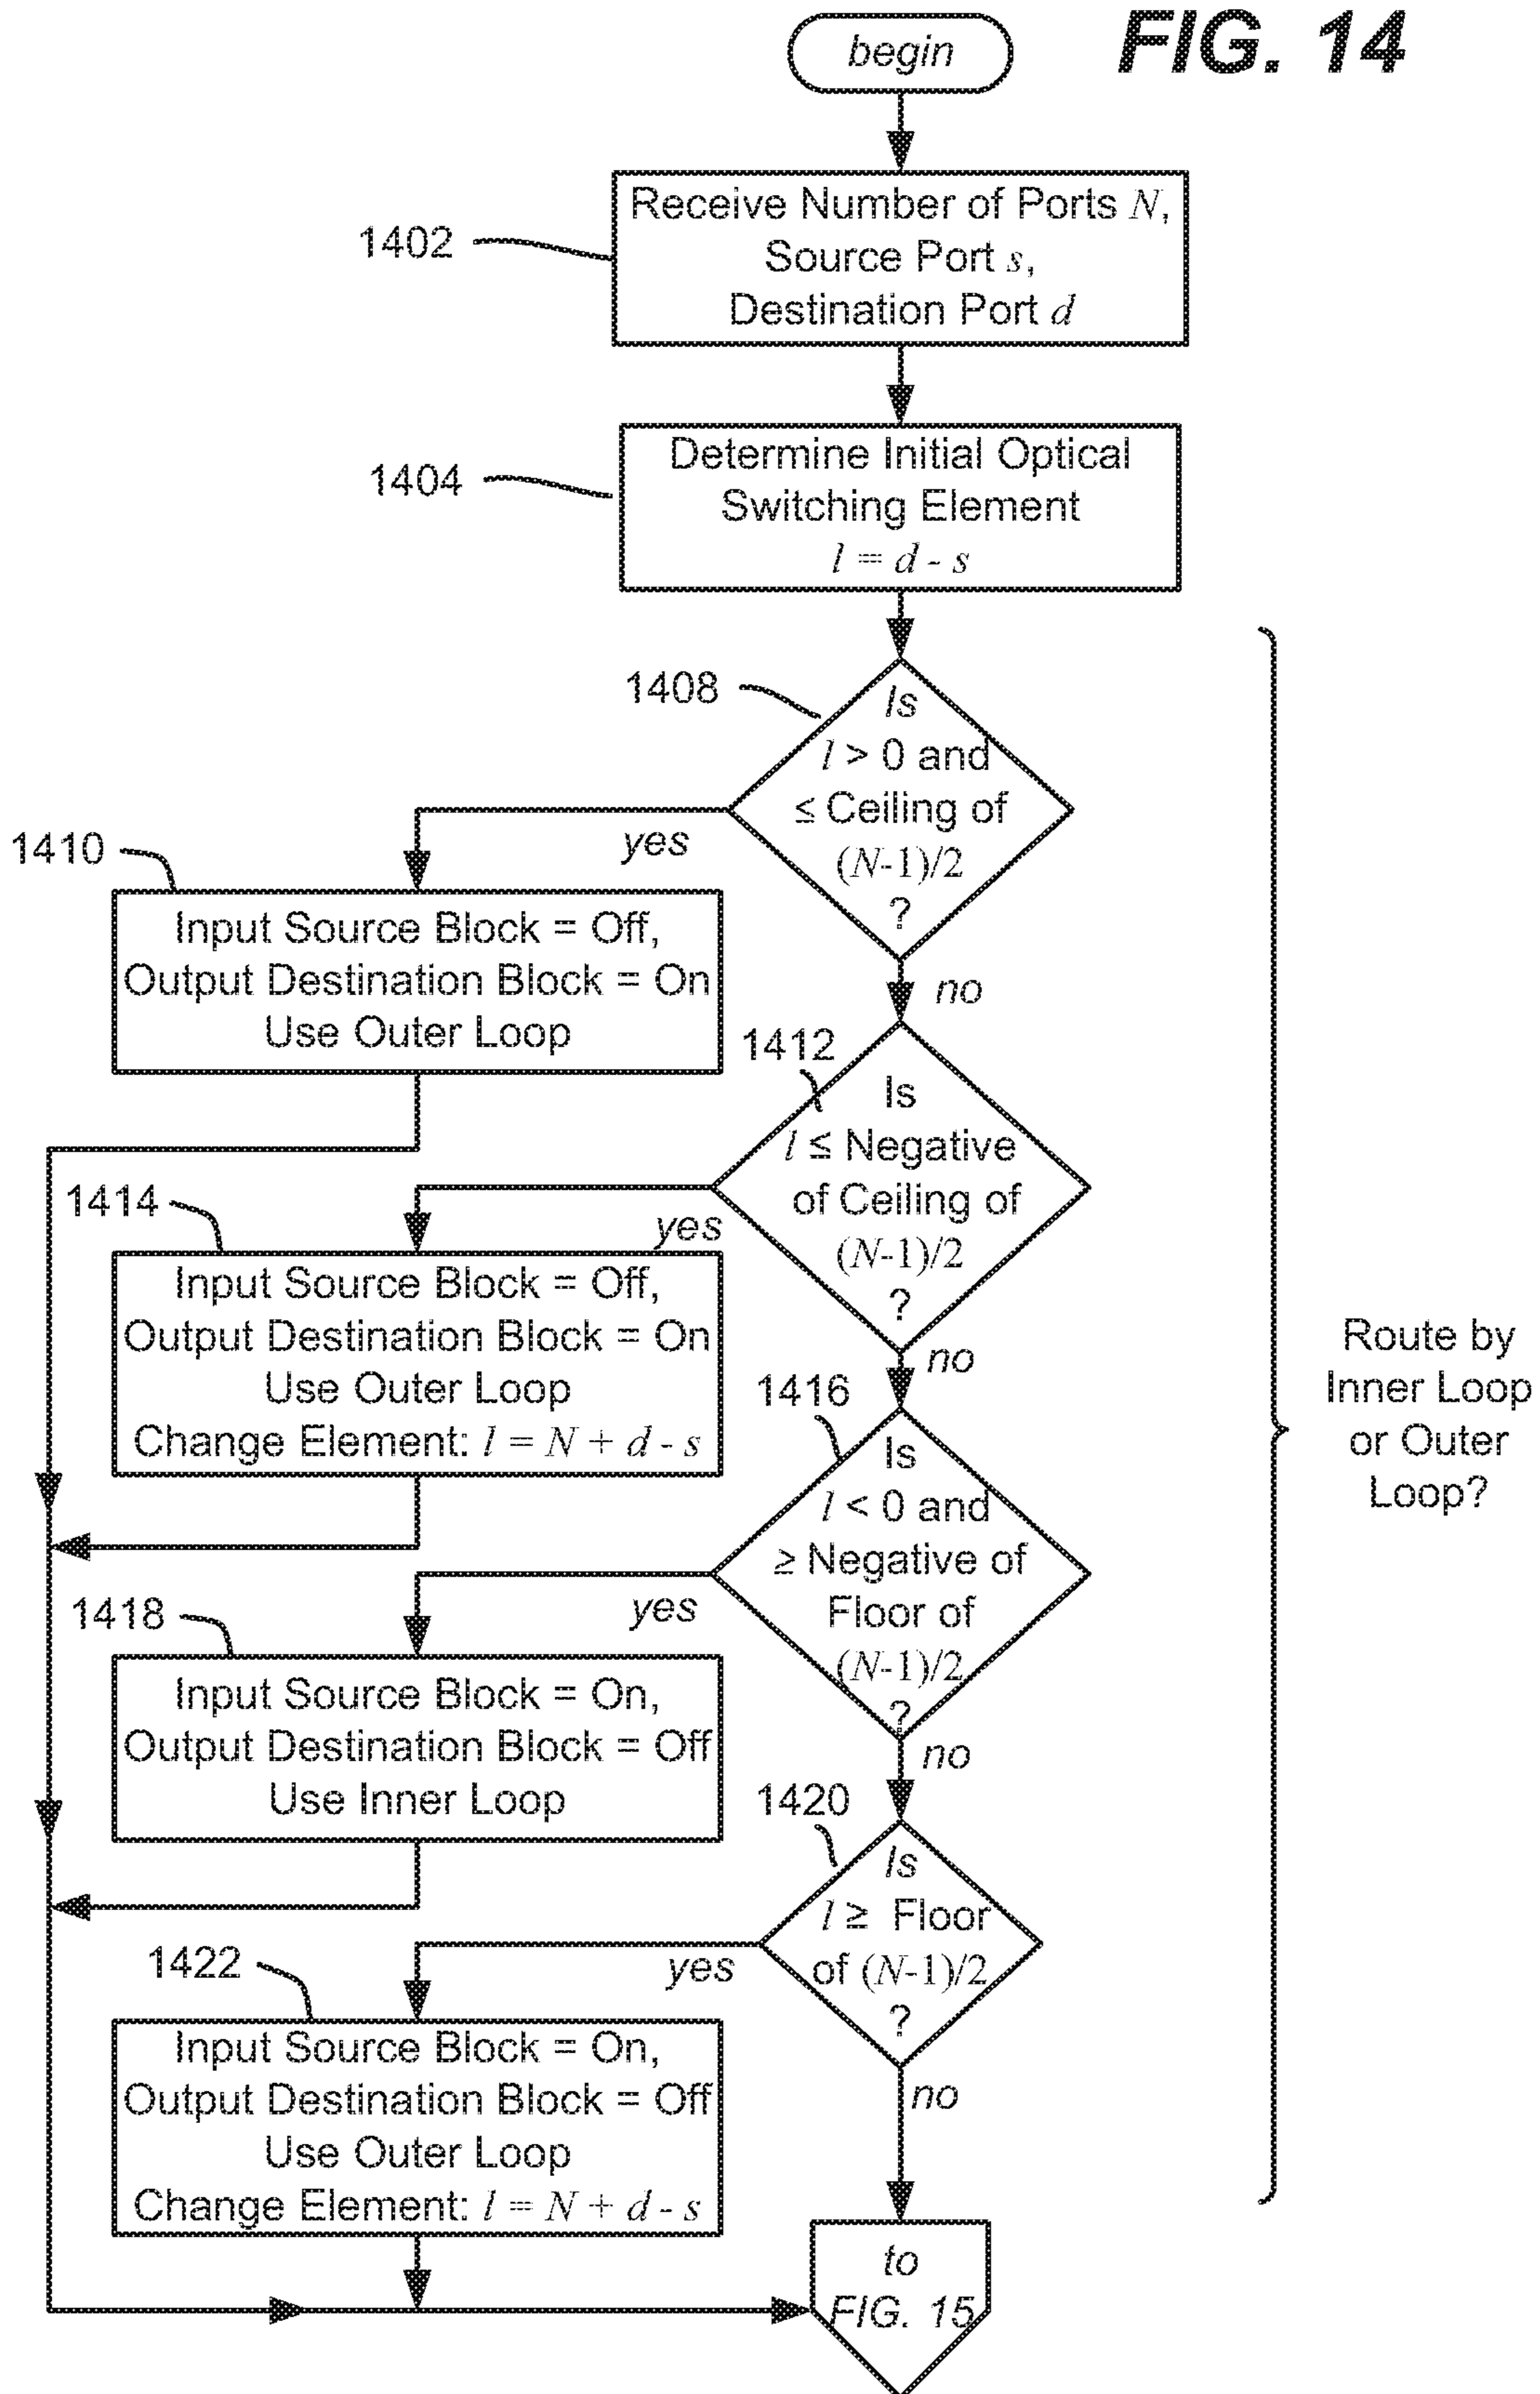 FIG. 14
begin
1402
Receive Number of Ports N,
Source Port s,
Destination Port d
1404
Determine Initial Optical
Switching Element
l = d - s
1408
Is
l > 0 and
≤ Ceiling of
(N-1)/2
?
yes
no
1410
Input Source Block = Off,
Output Destination Block = On
Use Outer Loop
1412
Is
l ≤ Negative
of Ceiling of
(N-1)/2
?
yes
no
1414
Input Source Block = Off,
Output Destination Block = On
Use Outer Loop
Change Element: l = N + d - s
1416
Is
l < 0 and
≥ Negative of
Floor of
(N-1)/2
?
yes
no
1418
Input Source Block = On,
Output Destination Block = Off
Use Inner Loop
1420
Is
l ≥ Floor
of (N-1)/2
?
yes
no
1422
Input Source Block = On,
Output Destination Block = Off
Use Outer Loop
Change Element: l = N + d - s
to
FIG. 15
Route by
Inner Loop
or Outer
Loop?